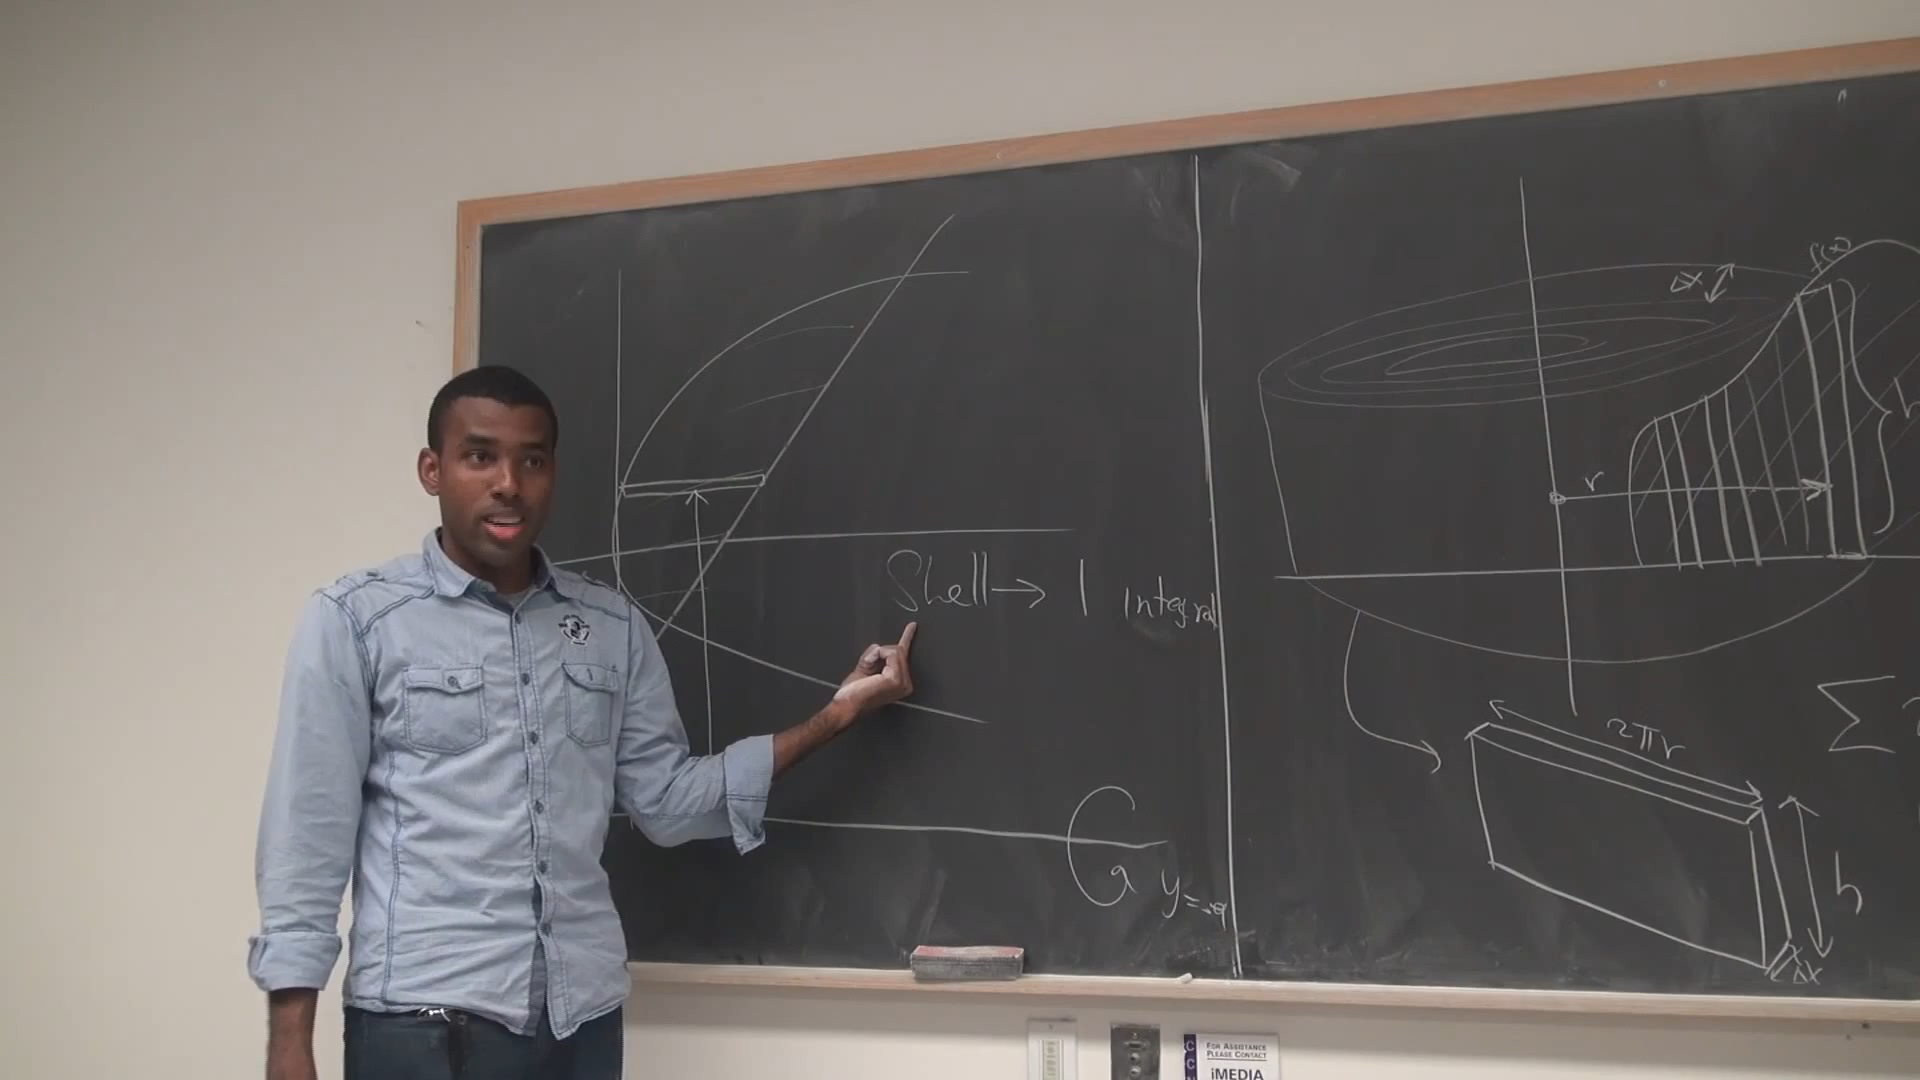 Shell → 1 Integral
y=
f(x)
Δx
r
h
2πr
h
Δx
Σ
FOR ASSISTANCE
PLEASE CONTACT
iMEDIA